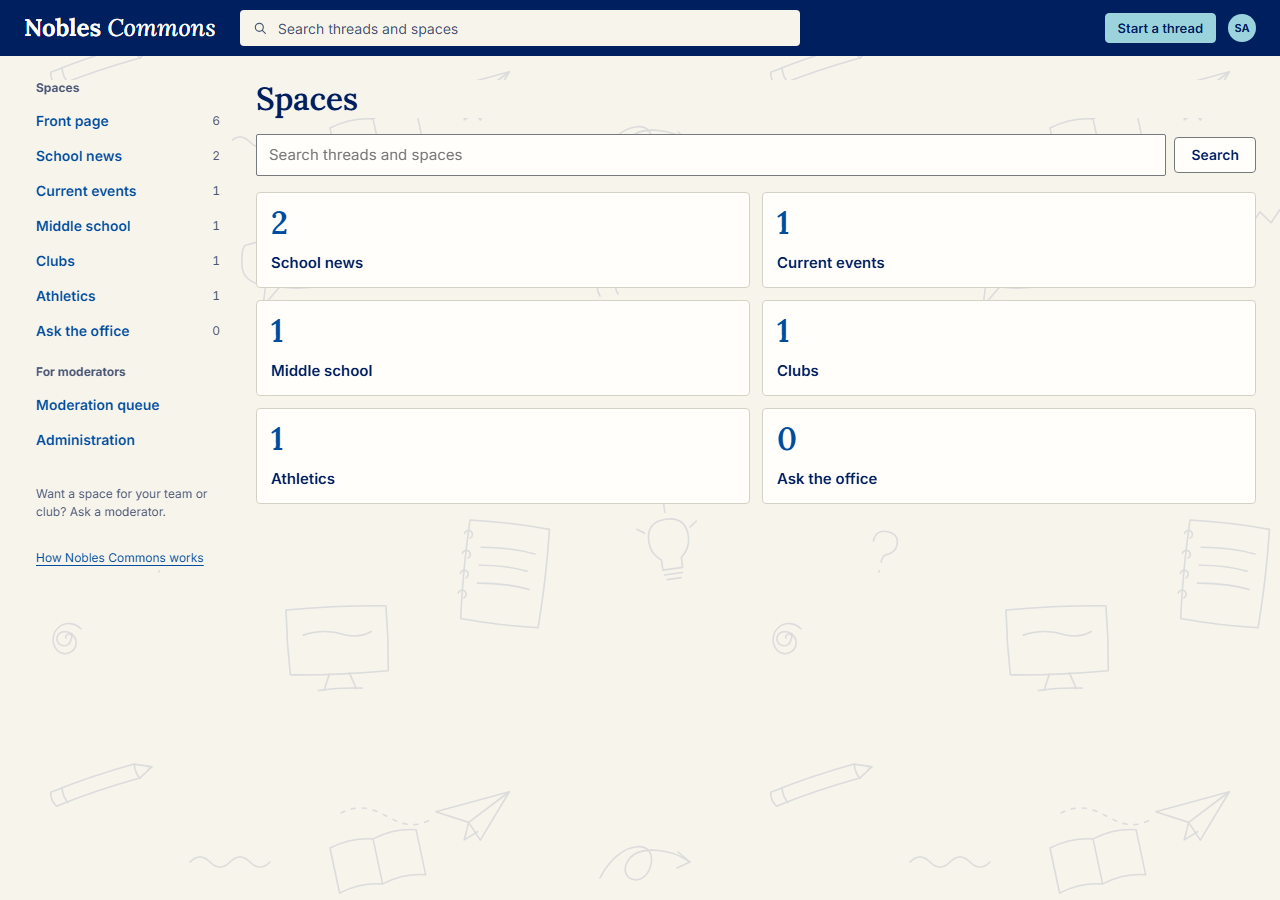 Nobles Commons
Search threads and spaces
Start a thread
SA
Spaces
Front page 6
School news 2
Current events 1
Middle school 1
Clubs 1
Athletics 1
Ask the office 0
For moderators
Moderation queue
Administration
Want a space for your team or
club? Ask a moderator.
How Nobles Commons works
Spaces
Search threads and spaces
Search
2
School news
1
Current events
1
Middle school
1
Clubs
1
Athletics
0
Ask the office